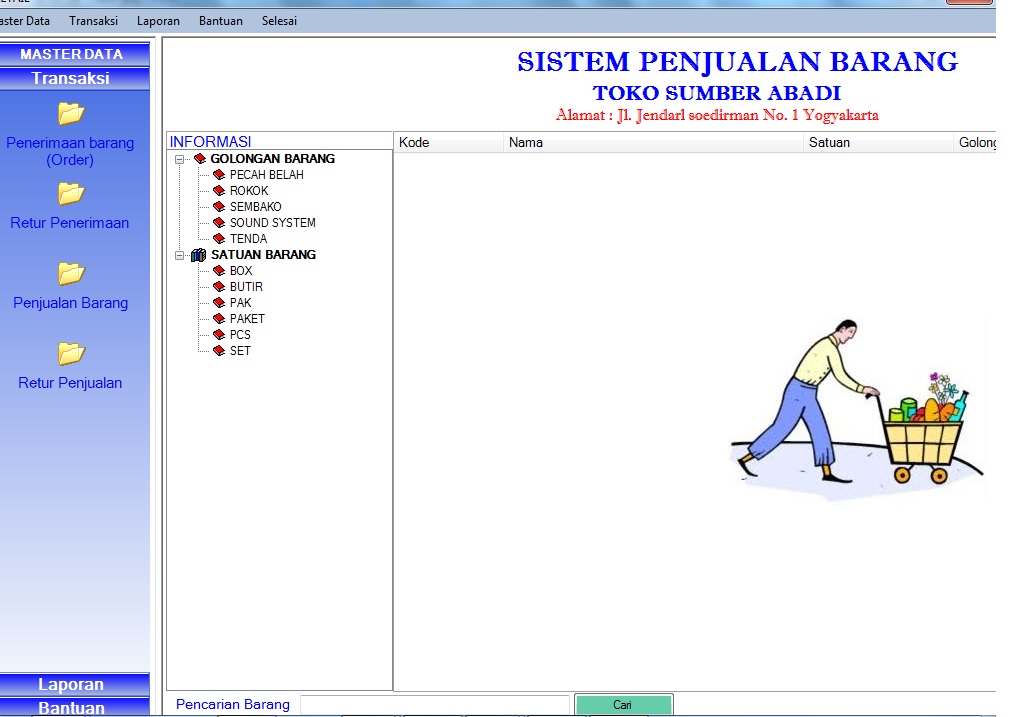 Master Data Transaksi Laporan Bantuan Selesai
MASTER DATA
Transaksi
Penerimaan barang
(Order)
Retur Penerimaan
Penjualan Barang
Retur Penjualan
Laporan
Bantuan
SISTEM PENJUALAN BARANG
TOKO SUMBER ABADI
Alamat : Jl. Jendarl soedirman No. 1 Yogyakarta
INFORMASI
GOLONGAN BARANG
PECAH BELAH
ROKOK
SEMBAKO
SOUND SYSTEM
TENDA
SATUAN BARANG
BOX
BUTIR
PAK
PAKET
PCS
SET
Kode Nama Satuan Golong
Pencarian Barang
Cari